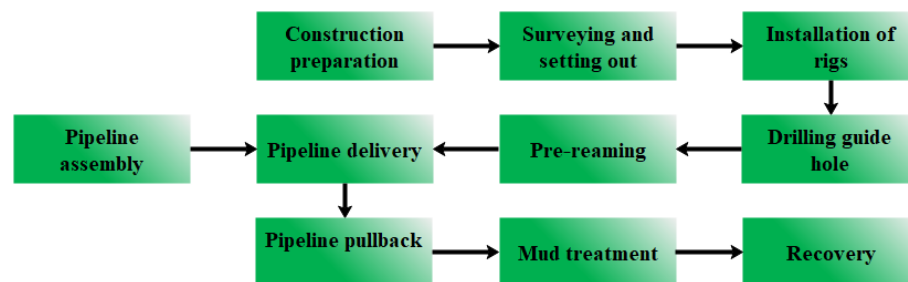 Construction
preparation
Surveying and
setting out
Installation of
rigs
Pipeline
assembly
Pipeline delivery
Pre-reaming
Drilling guide
hole
Pipeline pullback
Mud treatment
Recovery